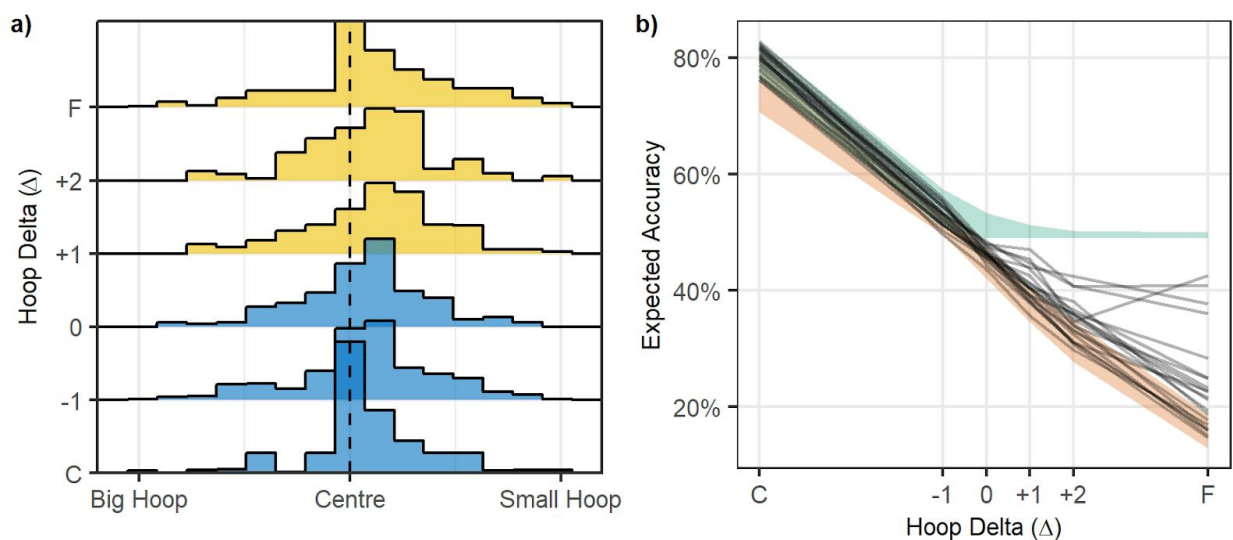 a)
Hoop Delta (Δ)
F
+2
+1
0
-1
C
Big Hoop Centre Small Hoop
b)
Expected Accuracy
80%
60%
40%
20%
C -1 0 +1 +2 F
Hoop Delta (Δ)